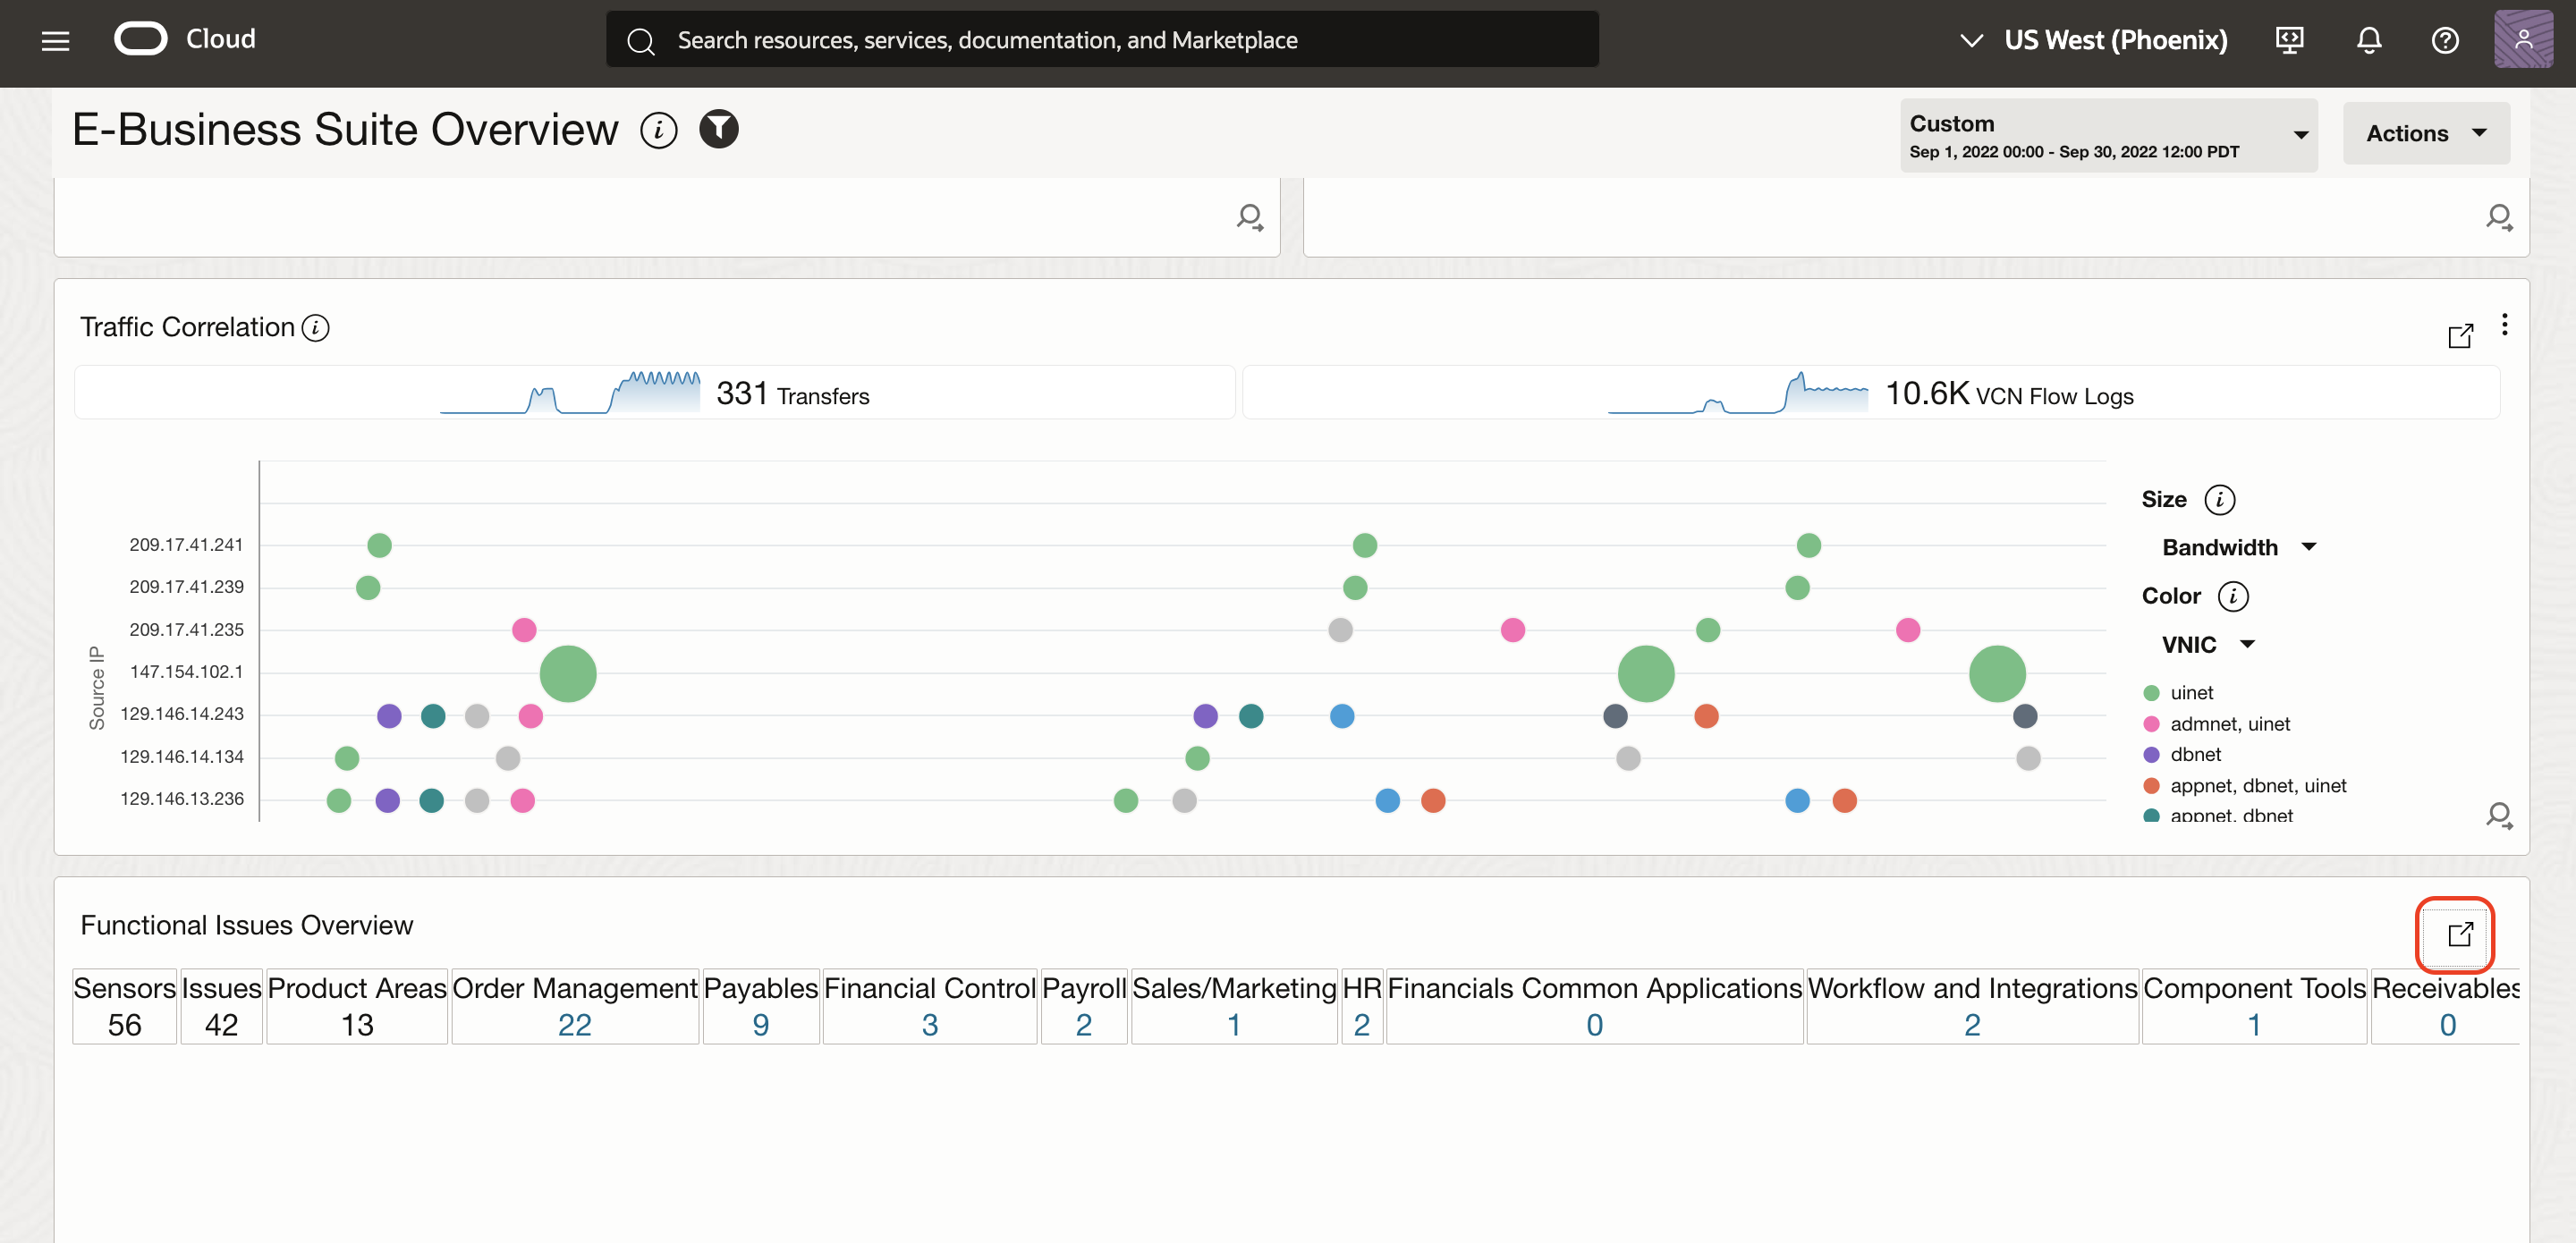 Cloud
Search resources, services, documentation, and Marketplace
US West (Phoenix)
E-Business Suite Overview
Custom
Sep 1, 2022 00:00 - Sep 30, 2022 12:00 PDT
Actions
Traffic Correlation
331 Transfers
10.6K VCN Flow Logs
Source IP
209.17.41.241
209.17.41.239
209.17.41.235
147.154.102.1
129.146.14.243
129.146.14.134
129.146.13.236
Size
Bandwidth
Color
VNIC
uinet
admnet, uinet
dbnet
appnet, dbnet, uinet
appnet, dbnet
Functional Issues Overview
Sensors Issues Product Areas Order Management Payables Financial Control Payroll Sales/Marketing HR Financials Common Applications Workflow and Integrations Component Tools Receivables
56 42 13 22 9 3 2 1 2 0 2 1 0